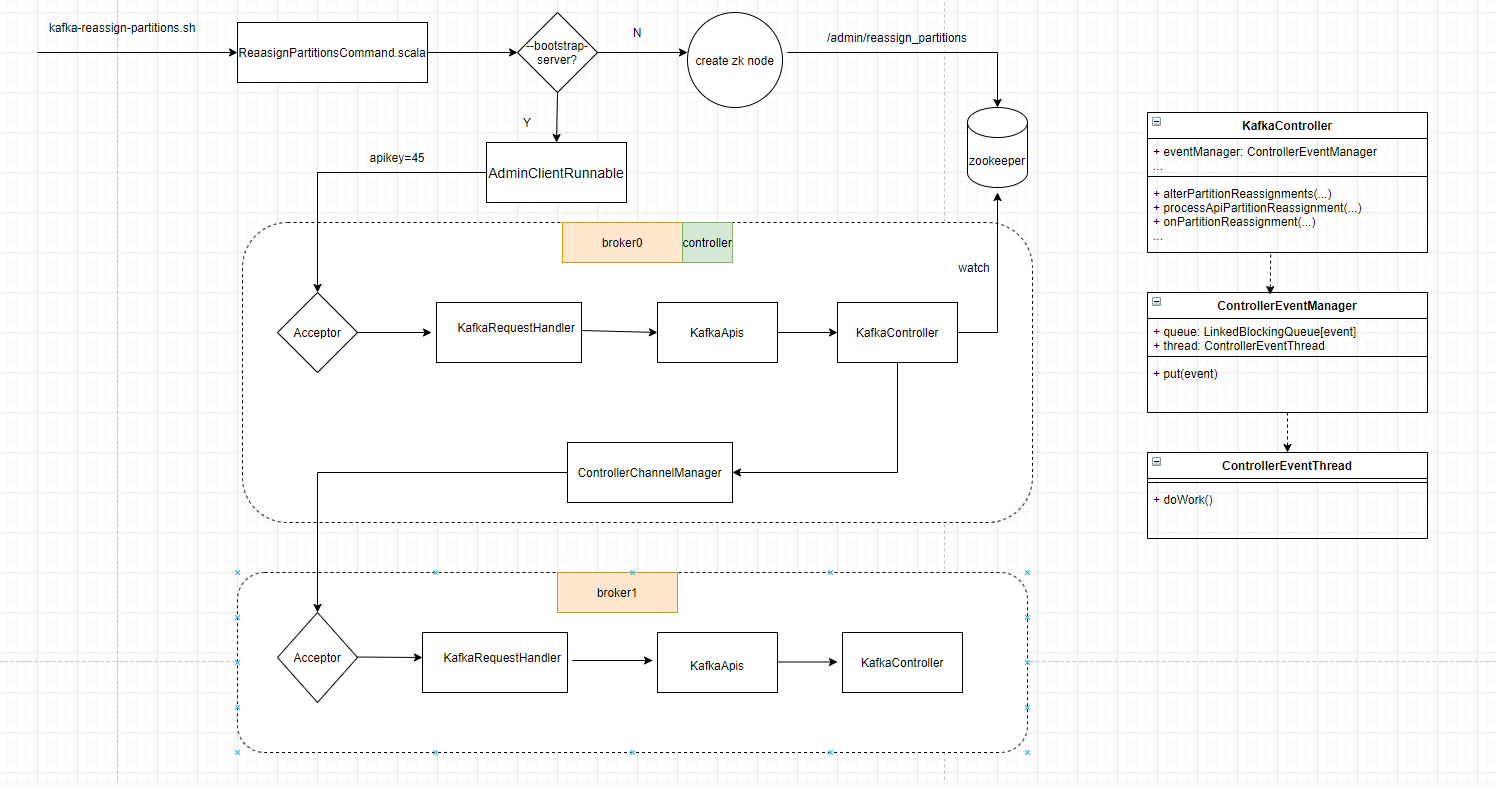 kafka-reassign-partitions.sh
ReaasignPartitionsCommand.scala
--bootstrap-
server?
N
create zk node
/admin/reassign_partitions
Y
zookeeper
apikey=45
AdminClientRunnable
broker0
controller
watch
Acceptor
KafkaRequestHandler
KafkaApis
KafkaController
ControllerChannelManager
broker1
Acceptor
KafkaRequestHandler
KafkaApis
KafkaController
KafkaController
+ eventManager: ControllerEventManager
...
+ alterPartitionReassignments(...)
+ processApiPartitionReassignment(...)
+ onPartitionReassignment(...)
...
ControllerEventManager
+ queue: LinkedBlockingQueue[event]
+ thread: ControllerEventThread
+ put(event)
ControllerEventThread
+ doWork()